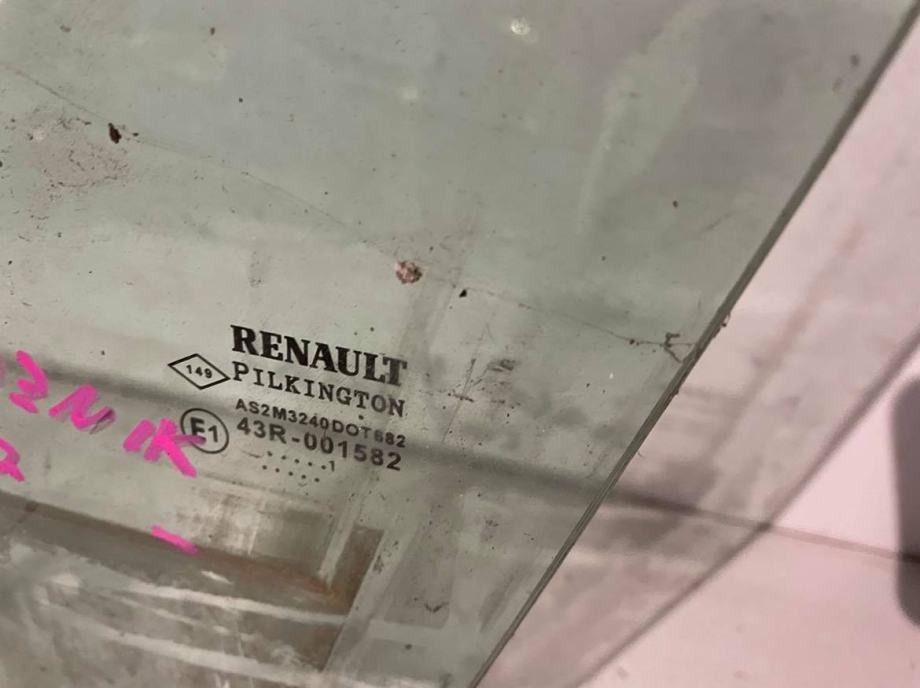 RENAULT
149 PILKINGTON
AS2M3240DOT682
E1 43R-001582
1